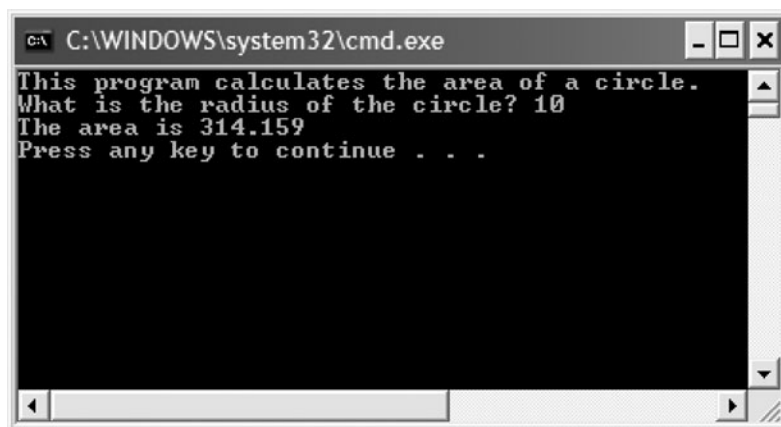 C:\WINDOWS\system32\cmd.exe
This program calculates the area of a circle.
What is the radius of the circle? 10
The area is 314.159
Press any key to continue . . .